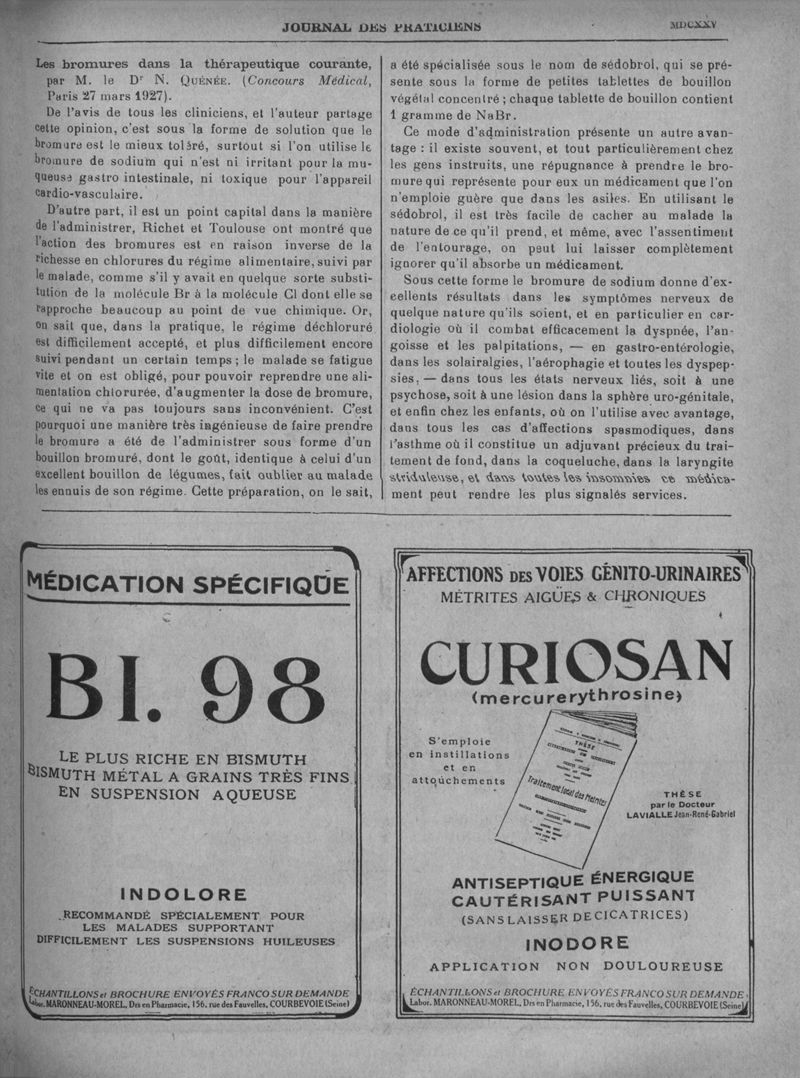 JOURNAL DES PRATICIENS
MDCXXV
Les bromures dans la thérapeutique courante,
par M. le Dr N. QUÉNÉE. (Concours Médical,
Paris 27 mars 1927).
De l'avis de tous les cliniciens, et l'auteur partage
cette opinion, c'est sous la forme de solution que le
bromure est le mieux toléré, surtout si l'on utilise le
bromure de sodium qui n'est ni irritant pour la mu-
queuse gastro intestinale, ni toxique pour l'appareil
cardio-vasculaire.
D'autre part, il est un point capital dans la manière
de l'administrer, Richet et Toulouse ont montré que
l'action des bromures est en raison inverse de la
richesse en chlorures du régime alimentaire, suivi par
le malade, comme s'il y avait en quelque sorte substi-
tution de la molécule Br à la molécule Cl dont elle se
rapproche beaucoup au point de vue chimique. Or,
on sait que, dans la pratique, le régime déchloruré
est difficilement accepté, et plus difficilement encore
suivi pendant un certain temps ; le malade se fatigue
vite et on est obligé, pour pouvoir reprendre une ali-
mentation chlorurée, d'augmenter la dose de bromure,
ce qui ne va pas toujours sans inconvénient. C'est
pourquoi une manière très ingénieuse de faire prendre
le bromure a été de l'administrer sous forme d'un
bouillon bromuré, dont le goût, identique à celui d'un
excellent bouillon de légumes, fait oublier au malade
les ennuis de son régime. Cette préparation, on le sait,
a été spécialisée sous le nom de sédobrol, qui se pré-
sente sous la forme de petites tablettes de bouillon
végétal concentré ; chaque tablette de bouillon contient
1 gramme de NaBr.
Ce mode d'administration présente un autre avan-
tage : il existe souvent, et tout particulièrement chez
les gens instruits, une répugnance à prendre le bro-
mure qui représente pour eux un médicament que l'on
n'emploie guère que dans les asiles. En utilisant le
sédobrol, il est très facile de cacher au malade la
nature de ce qu'il prend, et même, avec l'assentiment
de l'entourage, on peut lui laisser complètement
ignorer qu'il absorbe un médicament.
Sous cette forme le bromure de sodium donne d'ex-
cellents résultats dans les symptômes nerveux de
quelque nature qu'ils soient, et en particulier en car-
diologie où il combat efficacement la dyspnée, l'an-
goisse et les palpitations, — en gastro-entérologie,
dans les solairalgies, l'aérophagie et toutes les dyspep-
sies, — dans tous les états nerveux liés, soit à une
psychose, soit à une lésion dans la sphère uro-génitale,
et enfin chez les enfants, où on l'utilise avec avantage,
dans tous les cas d'affections spasmodiques, dans
l'asthme où il constitue un adjuvant précieux du trai-
tement de fond, dans la coqueluche, dans la laryngite
striduleuse, et dans toutes les insomnies ce médica-
ment peut rendre les plus signalés services.
MÉDICATION SPÉCIFIQUE
BI. 98
LE PLUS RICHE EN BISMUTH
BISMUTH MÉTAL A GRAINS TRÈS FINS
EN SUSPENSION AQUEUSE
INDOLORE
RECOMMANDÉ SPÉCIALEMENT POUR
LES MALADES SUPPORTANT
DIFFICILEMENT LES SUSPENSIONS HUILEUSES
ÉCHANTILLONS et BROCHURE ENVOYÉS FRANCO SUR DEMANDE
Labor. MARONNEAU-MOREL, Drs en Pharmacie, 156, rue des Fauvelles, COURBEVOIE (Seine)
AFFECTIONS DES VOIES GÉNITO-URINAIRES
MÉTRITES AIGÜES & CHRONIQUES
CURIOSAN
(mercurerythrosine)
S'emploie
en instillations
et en
attouchements
THÈSE
Traitement local des Métrites
THÈSE
par le Docteur
LAVIALLE Jean-René-Gabriel
ANTISEPTIQUE ÉNERGIQUE
CAUTÉRISANT PUISSANT
(SANS LAISSER DE CICATRICES)
INODORE
APPLICATION NON DOULOUREUSE
ÉCHANTILLONS et BROCHURE ENVOYÉS FRANCO SUR DEMANDE
Labor. MARONNEAU-MOREL, Drs en Pharmacie, 156, rue des Fauvelles, COURBEVOIE (Seine)